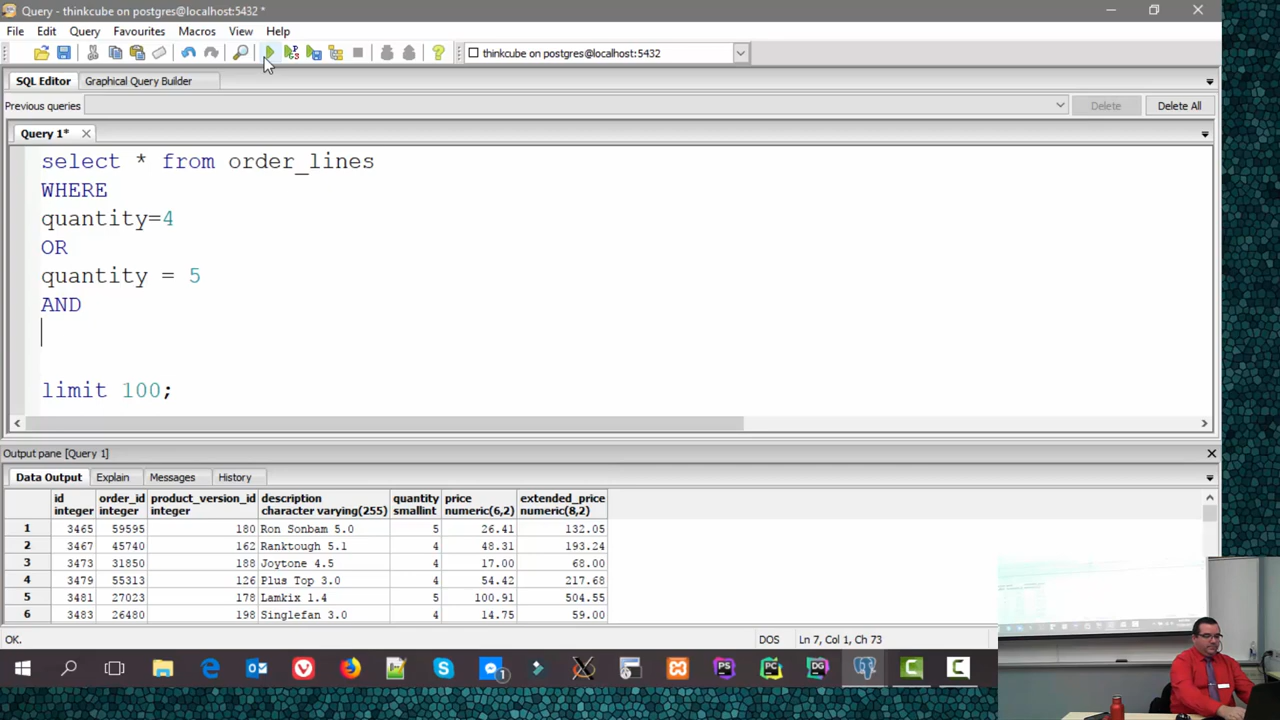 Query - thinkcube on postgres@localhost:5432 *
File Edit Query Favourites Macros View Help
thinkcube on postgres@localhost:5432
SQL Editor Graphical Query Builder
Previous queries Delete Delete All
Query 1*
select * from order_lines
WHERE
quantity=4
OR
quantity = 5
AND
limit 100;
Output pane [Query 1]
Data Output Explain Messages History
id order_id product_version_id description quantity price extended_price
integer integer integer character varying(255) smallint numeric(6,2) numeric(8,2)
1 3465 59595 180 Ron Sonbam 5.0 5 26.41 132.05
2 3467 45740 162 Ranktough 5.1 4 48.31 193.24
3 3473 31850 188 Joytone 4.5 4 17.00 68.00
4 3479 55313 126 Plus Top 3.0 4 54.42 217.68
5 3481 27023 178 Lamkix 1.4 5 100.91 504.55
6 3483 26480 198 Singlefan 3.0 4 14.75 59.00
OK. DOS Ln 7, Col 1, Ch 73
1 PS PC DG